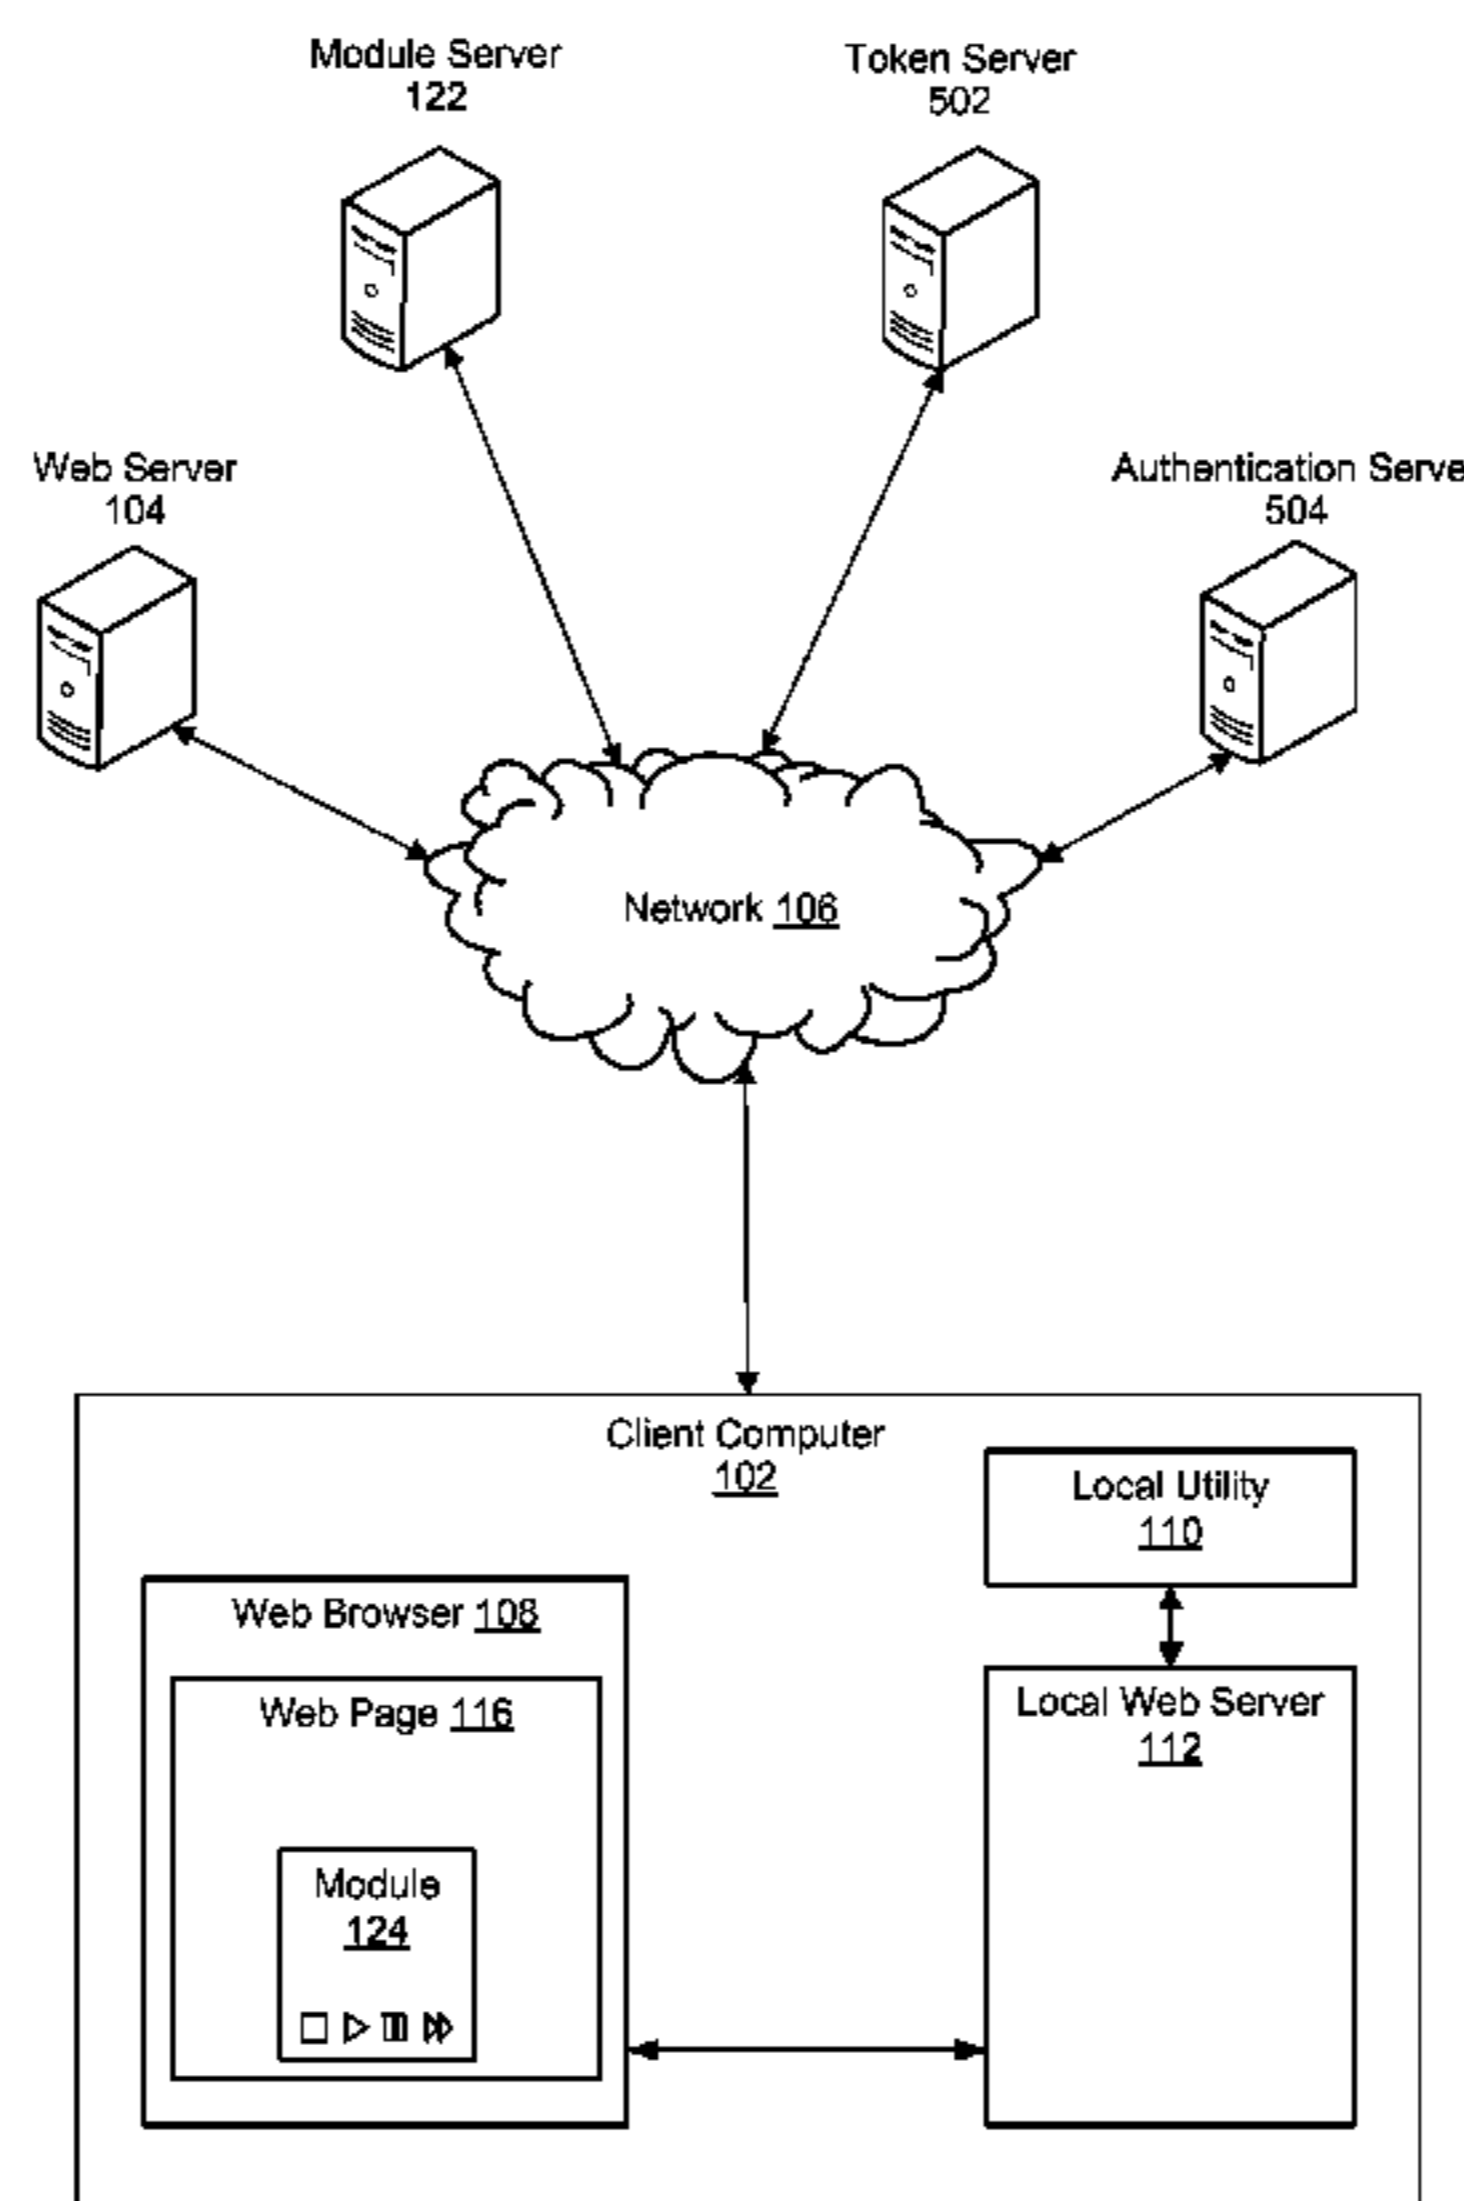 Module Server
122
Token Server
502
Web Server
104
Authentication Serve
504
Network 106
Client Computer
102
Local Utility
110
Web Browser 108
Web Page 116
Local Web Server
112
Module
124